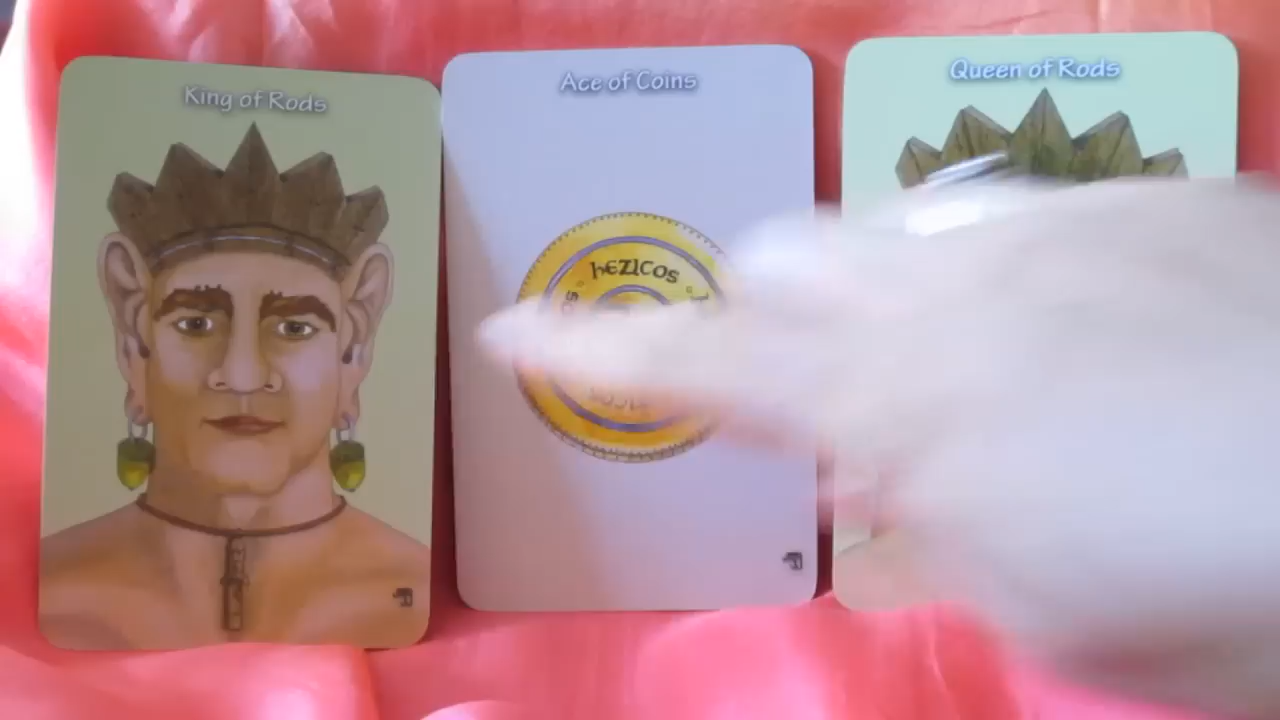 King of Rods
Ace of Coins
Queen of Rods
hEZICOS